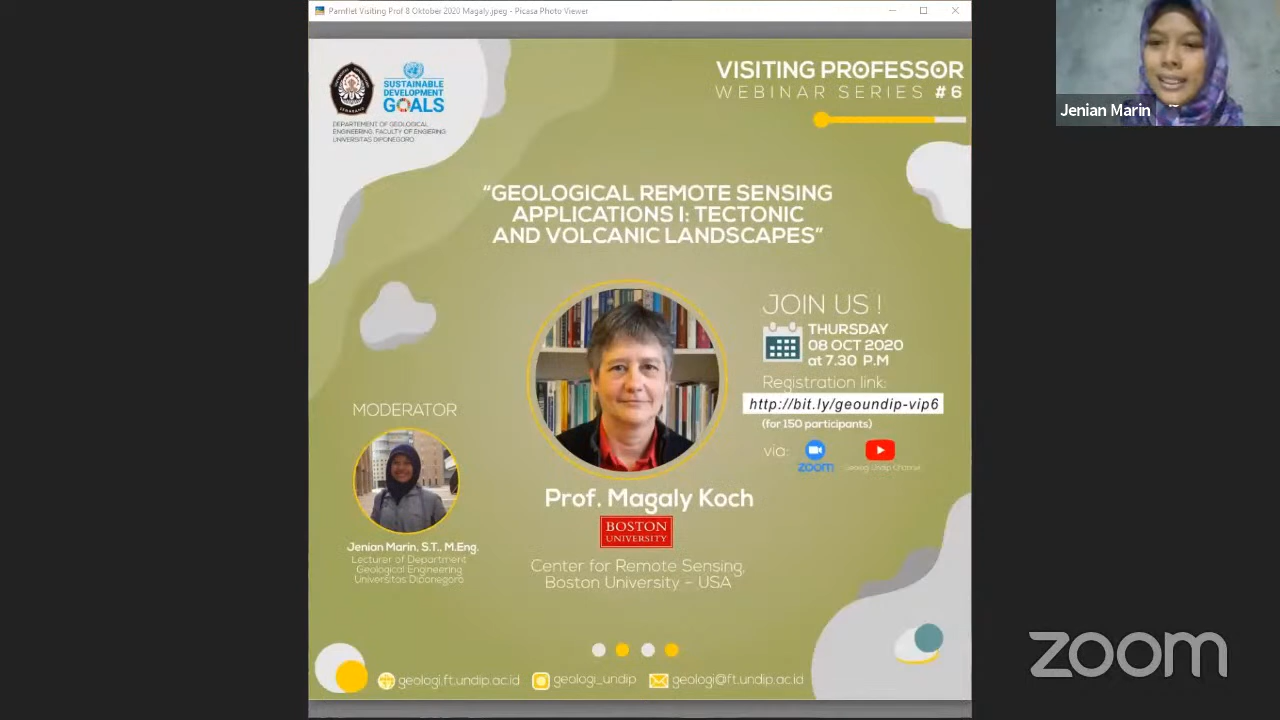 Pamflet Visiting Prof 8 Oktober 2020 Magaly.jpeg - Picasa Photo Viewer
Jenian Marin
SUSTAINABLE
DEVELOPMENT
GOALS
DEPARTEMENT OF GEOLOGICAL
ENGINEERING, FACULTY OF ENGIERING
UNIVERSITAS DIPONEGORO
VISITING PROFESSOR
WEBINAR SERIES #6
"GEOLOGICAL REMOTE SENSING
APPLICATIONS I: TECTONIC
AND VOLCANIC LANDSCAPES"
JOIN US !
THURSDAY
08 OCT 2020
at 7.30 P.M
Registration link:
http://bit.ly/geoundip-vip6
(for 150 participants)
via:
zoom
Geologi Undip Channel
MODERATOR
Jenian Marin, S.T., M.Eng.
Lecturer of Department
Geological Engineering
Universitas Diponegoro
Prof. Magaly Koch
BOSTON
UNIVERSITY
Center for Remote Sensing,
Boston University – USA
geologi.ft.undip.ac.id
geologi_undip
geologi@ft.undip.ac.id
zoom